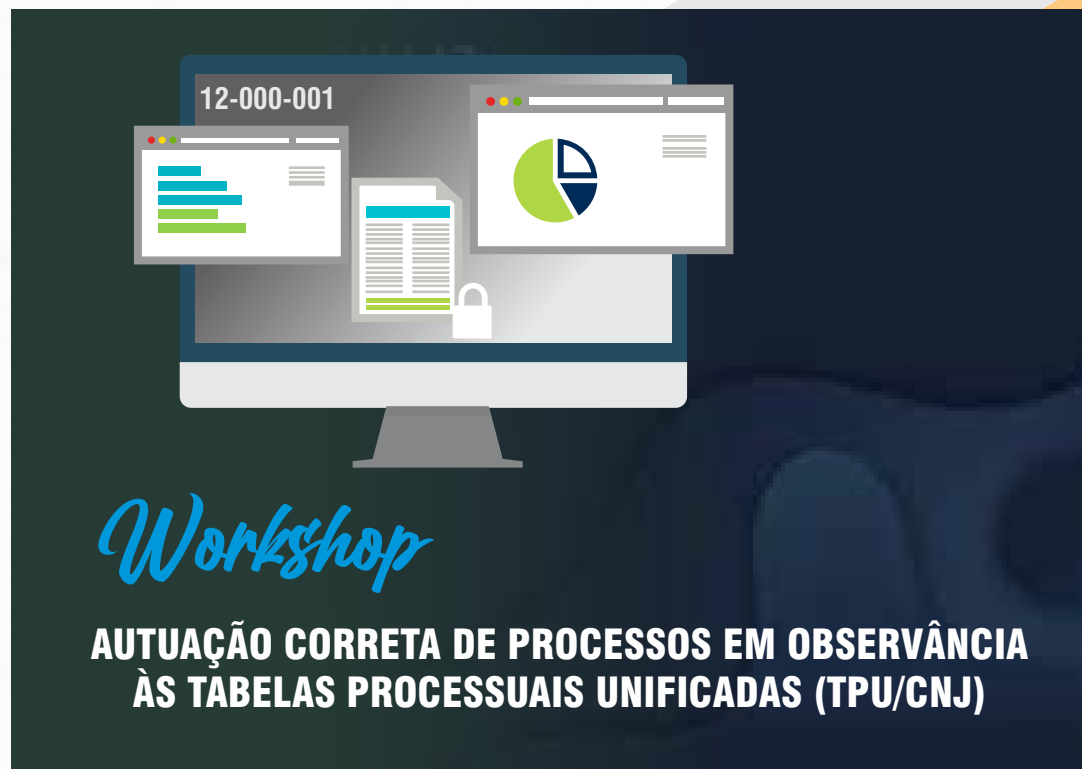 12-000-001
Workshop
AUTUAÇÃO CORRETA DE PROCESSOS EM OBSERVÂNCIA
ÀS TABELAS PROCESSUAIS UNIFICADAS (TPU/CNJ)